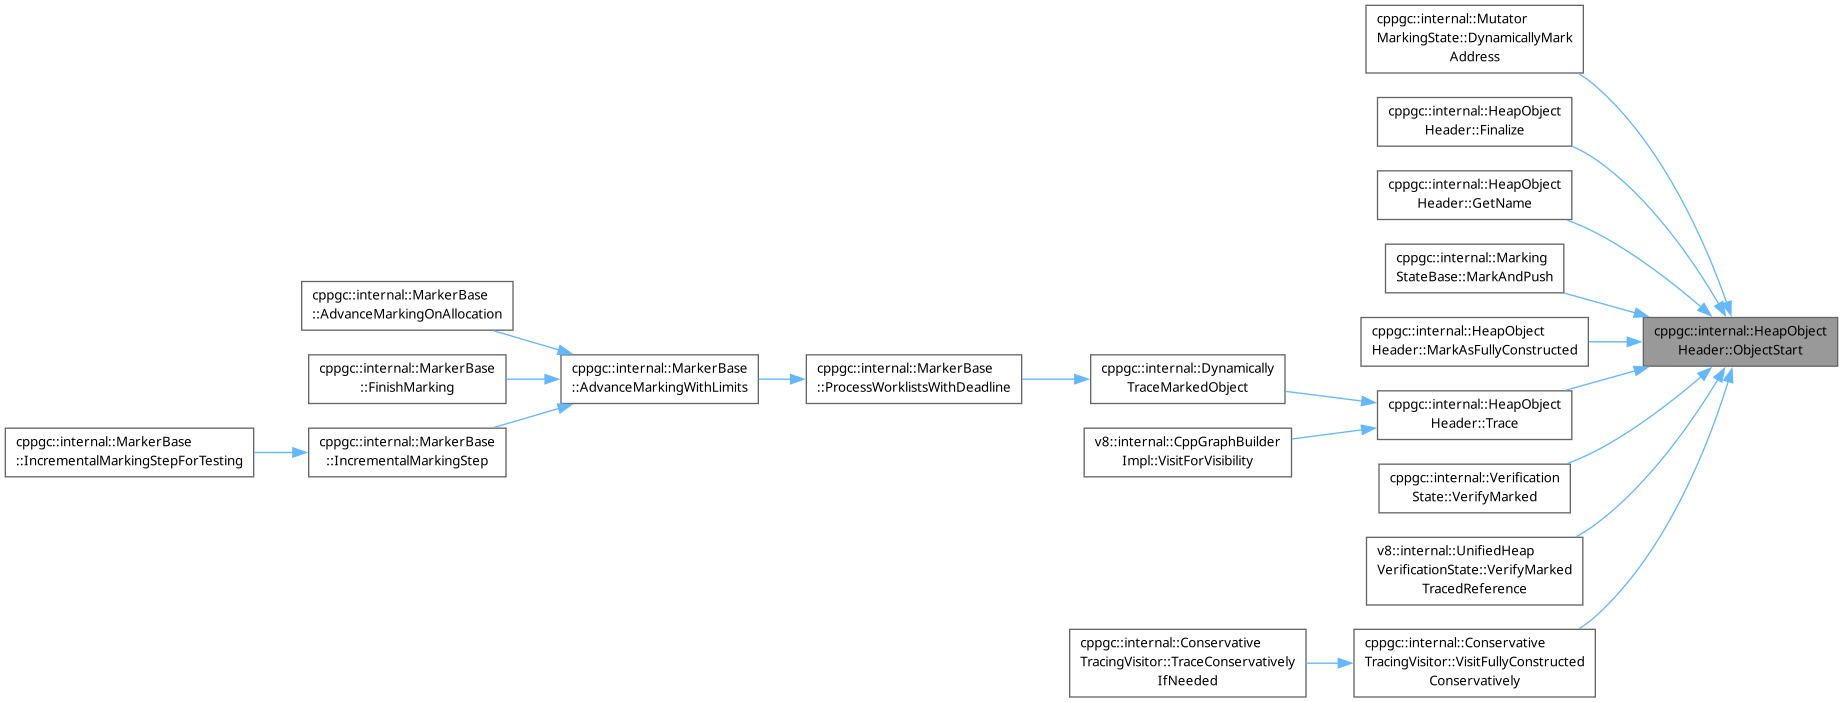 cppgc::internal::Mutator
MarkingState::DynamicallyMark
Address
cppgc::internal::HeapObject
Header::Finalize
cppgc::internal::HeapObject
Header::GetName
cppgc::internal::Marking
StateBase::MarkAndPush
cppgc::internal::MarkerBase
::AdvanceMarkingOnAllocation
cppgc::internal::HeapObject
Header::MarkAsFullyConstructed
cppgc::internal::HeapObject
Header::ObjectStart
cppgc::internal::MarkerBase
::FinishMarking
cppgc::internal::MarkerBase
::AdvanceMarkingWithLimits
cppgc::internal::MarkerBase
::ProcessWorklistsWithDeadline
cppgc::internal::Dynamically
TraceMarkedObject
cppgc::internal::HeapObject
Header::Trace
cppgc::internal::MarkerBase
::IncrementalMarkingStepForTesting
cppgc::internal::MarkerBase
::IncrementalMarkingStep
v8::internal::CppGraphBuilder
Impl::VisitForVisibility
cppgc::internal::Verification
State::VerifyMarked
v8::internal::UnifiedHeap
VerificationState::VerifyMarked
TracedReference
cppgc::internal::Conservative
TracingVisitor::TraceConservatively
IfNeeded
cppgc::internal::Conservative
TracingVisitor::VisitFullyConstructed
Conservatively